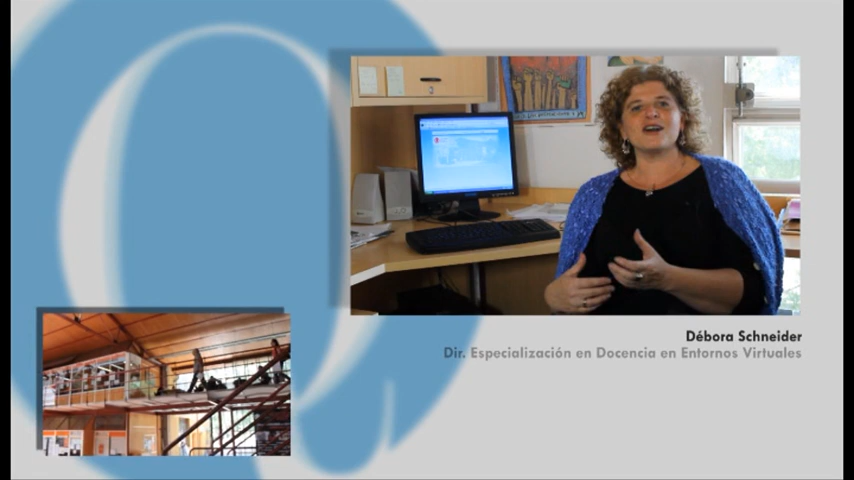 Débora Schneider
Dir. Especialización en Docencia en Entornos Virtuales